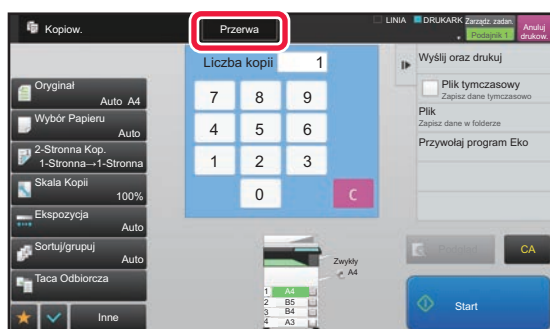 Kopiow.
Przerwa
LINIA
DRUKARK
Zarządz. zadan.
Podajnik 1
Anuluj
drukow.
Liczba kopii
1
7 8 9
4 5 6
1 2 3
0
C
Oryginał
Auto A4
Wybór Papieru
Auto
2-Stronna Kop.
1-Stronna→1-Stronna
Skala Kopii
100%
Ekspozycja
Auto
Sortuj/grupuj
Auto
Taca Odbiorcza
Inne
Zwykły
A4
1 A4
2 B5
3 B4
4 A3
Wyślij oraz drukuj
Plik tymczasowy
Zapisz dane tymczasowo
Plik
Zapisz dane w folderze
Przywołaj program Eko
CA
Start